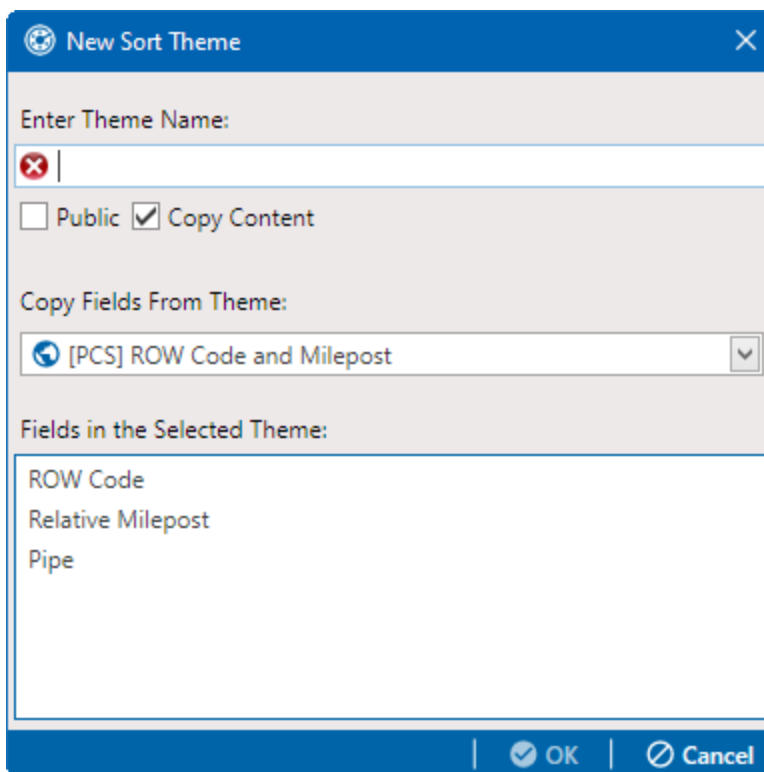 New Sort Theme
Enter Theme Name:
Public Copy Content
Copy Fields From Theme:
[PCS] ROW Code and Milepost
Fields in the Selected Theme:
ROW Code
Relative Milepost
Pipe
OK Cancel